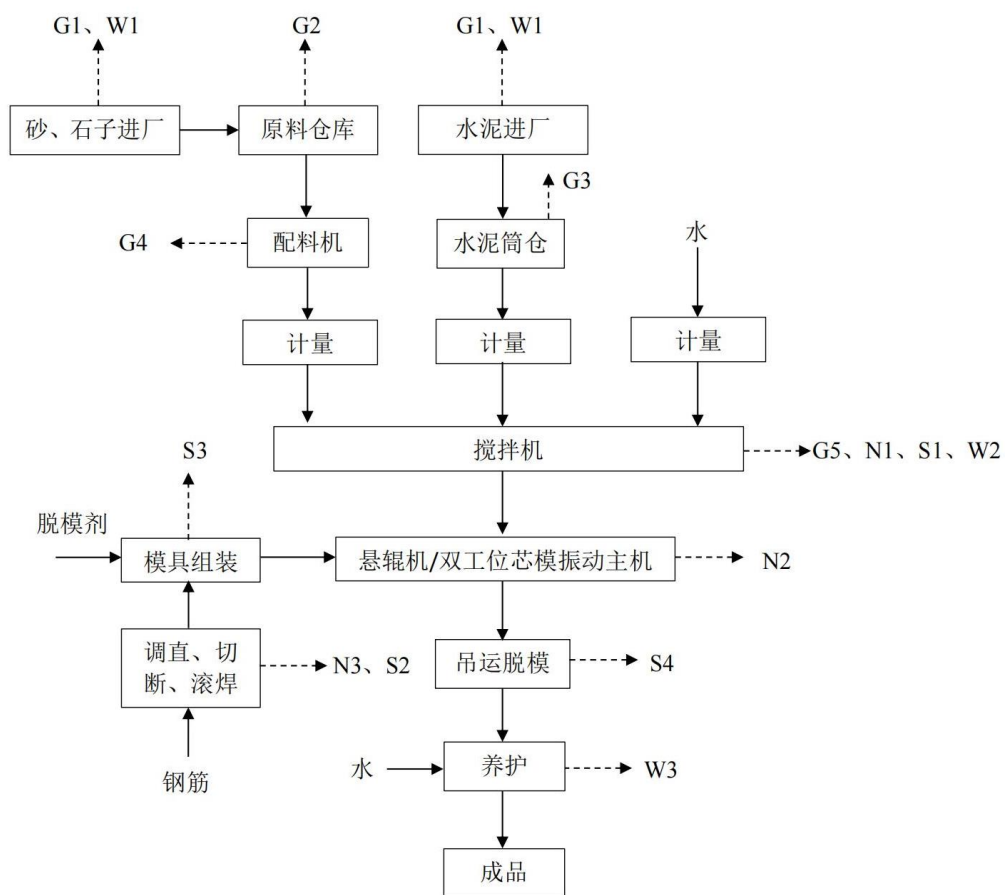 G1、W1
G2
G1、W1
砂、石子进厂
原料仓库
水泥进厂
G3
G4
配料机
水泥筒仓
水
计量
计量
计量
S3
搅拌机
G5、N1、S1、W2
脱模剂
模具组装
悬辊机/双工位芯模振动主机
N2
调直、切
断、滚焊
N3、S2
吊运脱模
S4
钢筋
水
养护
W3
成品